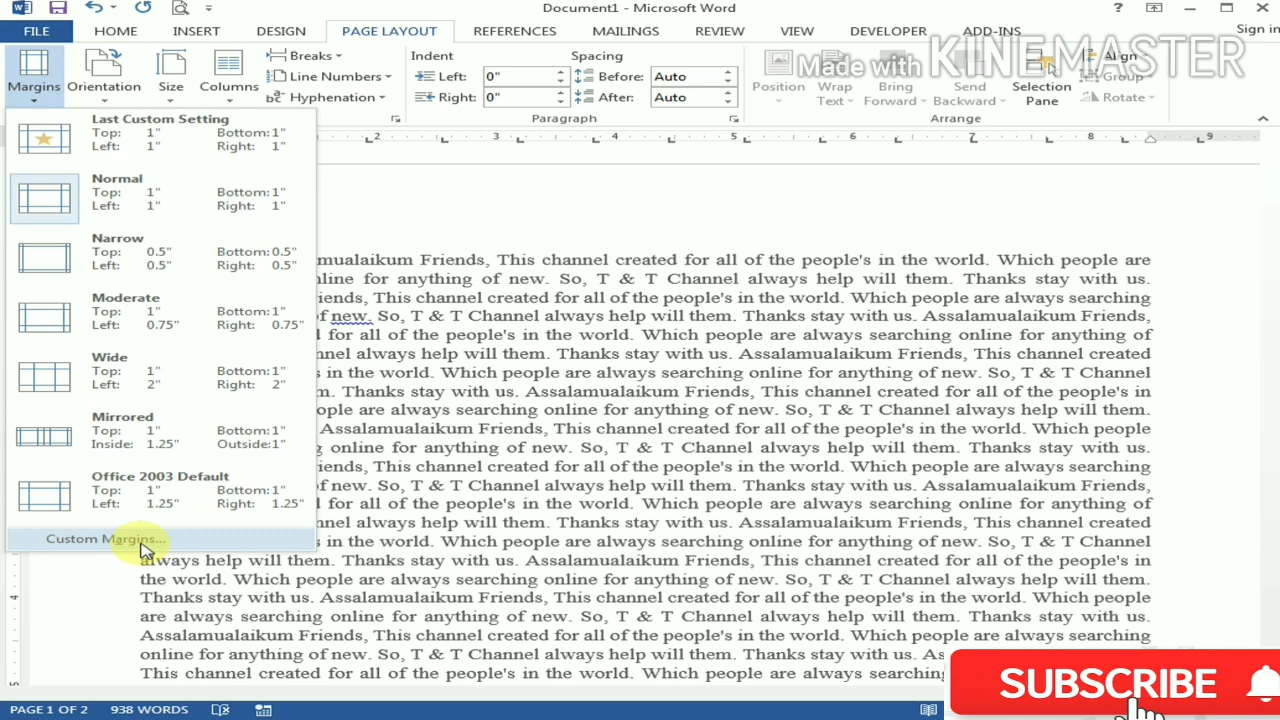 Document1 - Microsoft Word
?
FILE HOME INSERT DESIGN PAGE LAYOUT REFERENCES MAILINGS REVIEW VIEW DEVELOPER ADD-INS Sign in
Made with KINEMASTER
Margins Orientation Size Columns
Breaks
Line Numbers
Hyphenation
Indent Spacing
Left: 0" Before: Auto
Right: 0" After: Auto
Paragraph
Position Wrap Text Bring Forward Send Backward Selection Pane
Align
Group
Rotate
Arrange
2 3 4 5 6 7 8 9
Last Custom Setting
Top: 1" Bottom: 1"
Left: 1" Right: 1"
Normal
Top: 1" Bottom: 1"
Left: 1" Right: 1"
Narrow
Top: 0.5" Bottom: 0.5"
Left: 0.5" Right: 0.5"
Moderate
Top: 1" Bottom: 1"
Left: 0.75" Right: 0.75"
Wide
Top: 1" Bottom: 1"
Left: 2" Right: 2"
Mirrored
Top: 1" Bottom: 1"
Inside: 1.25" Outside: 1"
Office 2003 Default
Top: 1" Bottom: 1"
Left: 1.25" Right: 1.25"
Custom Margins...
mualaikum Friends, This channel created for all of the people's in the world. Which people are
nline for anything of new. So, T & T Channel always help will them. Thanks stay with us.
iends, This channel created for all of the people's in the world. Which people are always searching
of new. So, T & T Channel always help will them. Thanks stay with us. Assalamualaikum Friends,
for all of the people's in the world. Which people are always searching online for anything of
nnel always help will them. Thanks stay with us. Assalamualaikum Friends, This channel created
s in the world. Which people are always searching online for anything of new. So, T & T Channel
m. Thanks stay with us. Assalamualaikum Friends, This channel created for all of the people's in
ople are always searching online for anything of new. So, T & T Channel always help will them.
Assalamualaikum Friends, This channel created for all of the people's in the world. Which people
g online for anything of new. So, T & T Channel always help will them. Thanks stay with us.
iends, This channel created for all of the people's in the world. Which people are always searching
of new. So, T & T Channel always help will them. Thanks stay with us. Assalamualaikum Friends,
d for all of the people's in the world. Which people are always searching online for anything of
nnel always help will them. Thanks stay with us. Assalamualaikum Friends, This channel created
s in the world. Which people are always searching online for anything of new. So, T & T Channel
always help will them. Thanks stay with us. Assalamualaikum Friends, This channel created for all of the people's in
the world. Which people are always searching online for anything of new. So, T & T Channel always help will them.
Thanks stay with us. Assalamualaikum Friends, This channel created for all of the people's in the world. Which people
are always searching online for anything of new. So, T & T Channel always help will them. Thanks stay with us.
Assalamualaikum Friends, This channel created for all of the people's in the world. Which people are always searching
online for anything of new. So, T & T Channel always help will them. Thanks stay with us. As
This channel created for all of the people's in the world. Which people are always searching
4
SUBSCRIBE
PAGE 1 OF 2 938 WORDS